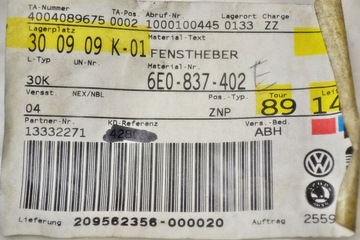 TA-Nummer TA-Pos. Abruf-Nr. Lagerort Charge
4004089675 0002 1000100445 0133 ZZ
Lagerplatz Material-Text
30 09 09 K-01 FENSTHEBER
L-Typ UN-Nr. Material-Nr.
30K 6E0-837-402
Versst NEX/NBL Pos.-Typ. Tour
04 ZNP 89 14
Partner-Nr. KD-Referenz Vers.-Bed.
13332271 ABH
Lieferung 209562356-000020 Auftrag 2559